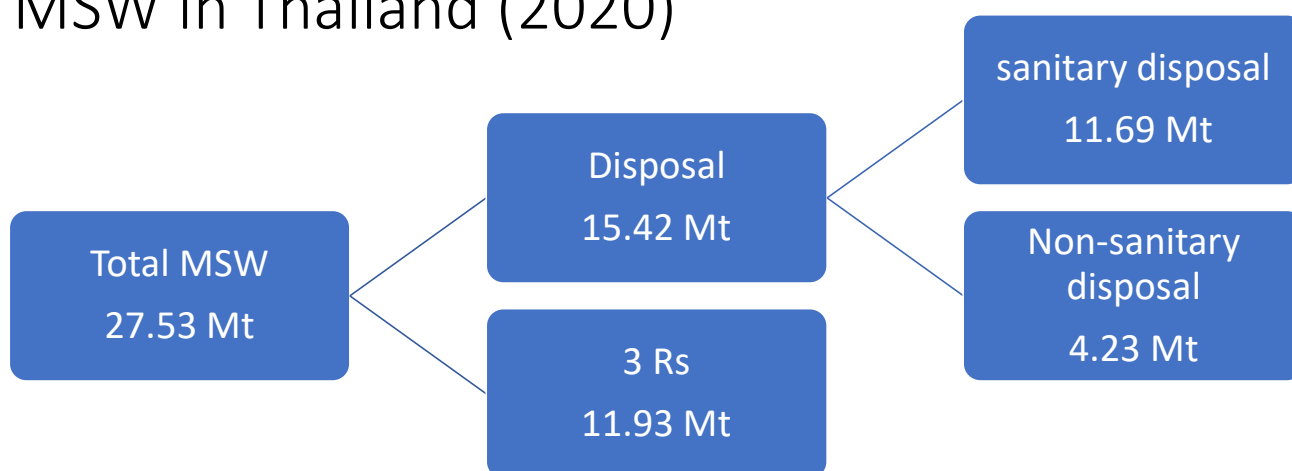 MSW in Thailand (2020)
Total MSW
27.53 Mt
Disposal
15.42 Mt
3 Rs
11.93 Mt
sanitary disposal
11.69 Mt
Non-sanitary
disposal
4.23 Mt